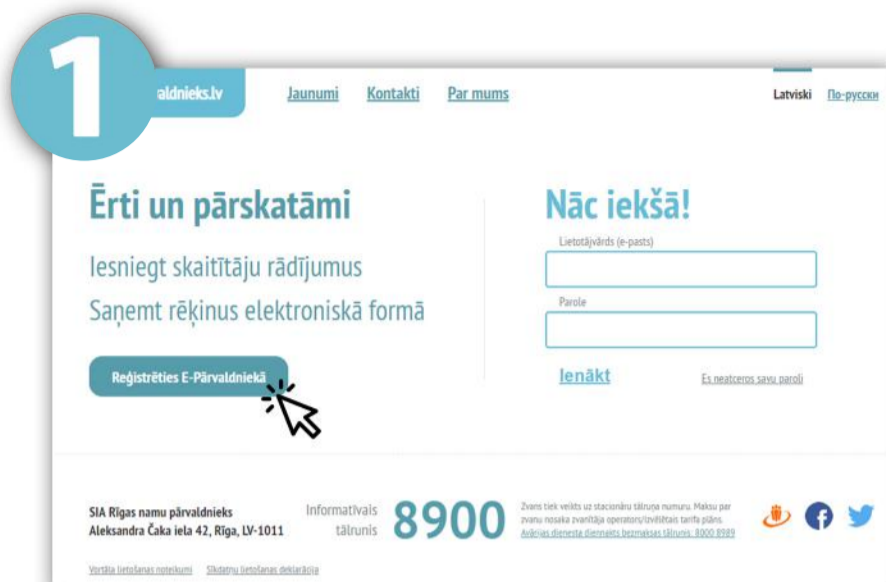 1
aldnieks.lv
Jaunumi Kontakti Par mums
Latviski По-русски
Ērti un pārskatāmi
Iesniegt skaitītāju rādījumus
Saņemt rēķinus elektroniskā formā
Reģistrēties E-Pārvaldniekā
Nāc iekšā!
Lietotājvārds (e-pasts)
Parole
Ienākt
Es neatceros savu paroli
SIA Rīgas namu pārvaldnieks
Aleksandra Čaka iela 42, Rīga, LV-1011
Informatīvais
tālrunis
8900
Zvans tiek veikts uz stacionāru tālruņa numuru. Maksu par
zvanu nosaka zvanītāja operators/izvēlētais tarifa plāns.
Avārijas dienesta diennakts bezmaksas tālrunis: 8000 8989
Vortāla lietošanas noteikumi Sīkdatņu lietošanas deklarācija